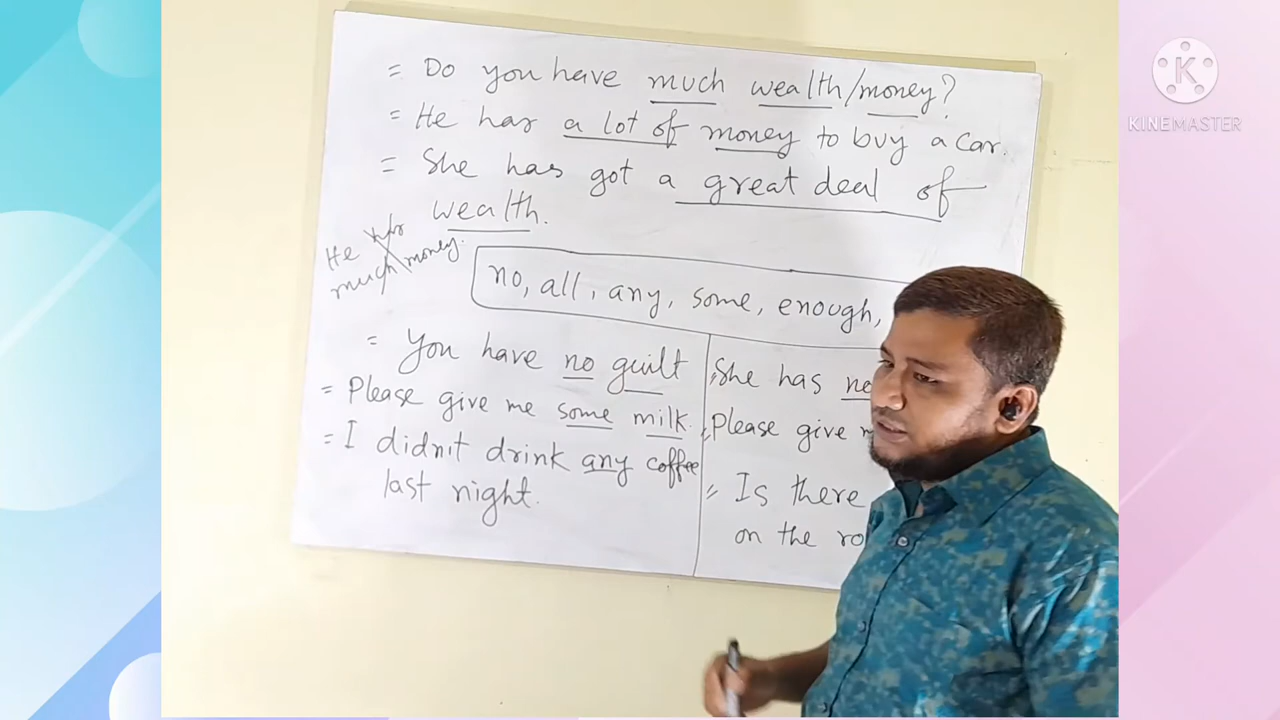 = Do you have much wealth/money?
= He has a lot of money to buy a car.
= She has got a great deal of
wealth.
He has
much money.
no, all, any, some, enough,
= You have no guilt
= Please give me some milk.
= I didn't drink any coffee
last night.
= She has no
= Please give m
= Is there
on the ro
KINEMASTER